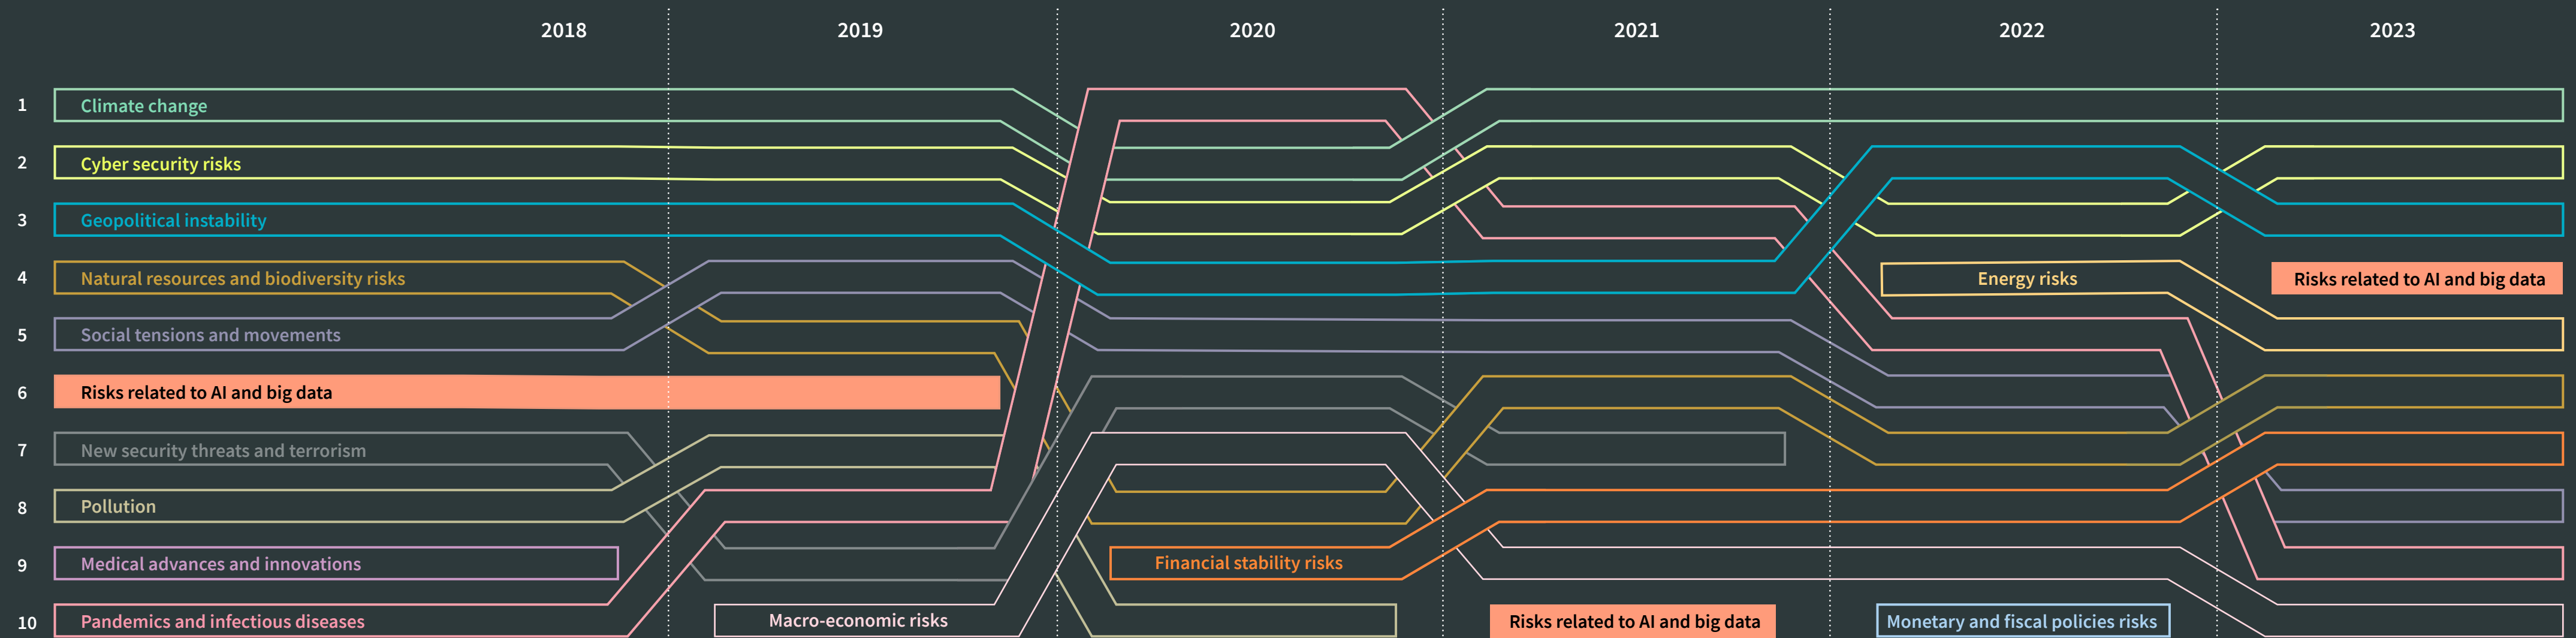 2018 2019 2020 2021 2022 2023
1 Climate change
2 Cyber security risks
3 Geopolitical instability
4 Natural resources and biodiversity risks Energy risks Risks related to AI and big data
5 Social tensions and movements
6 Risks related to AI and big data
7 New security threats and terrorism
8 Pollution
9 Medical advances and innovations Financial stability risks
10 Pandemics and infectious diseases Macro-economic risks Risks related to AI and big data Monetary and fiscal policies risks